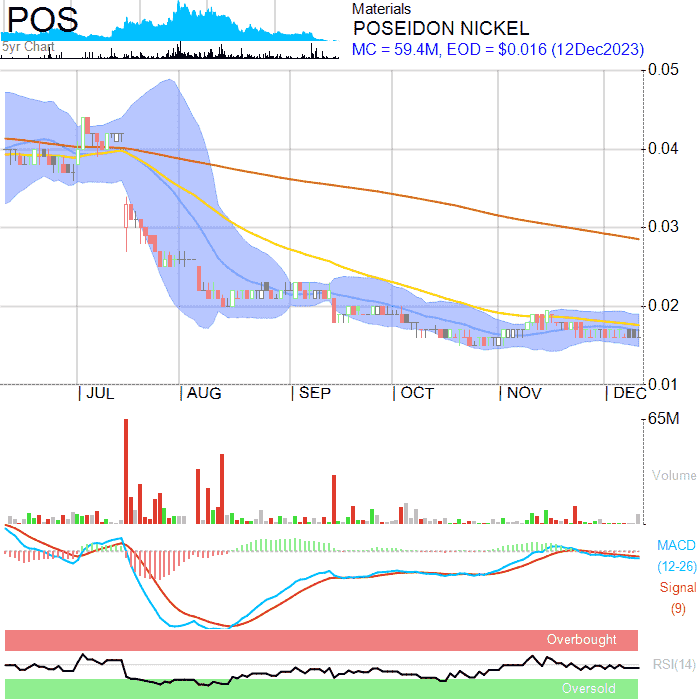 POS
5yr Chart
Materials
POSEIDON NICKEL
MC = 59.4M, EOD = $0.016 (12Dec2023)
0.05
0.04
0.03
0.02
0.01
| JUL | AUG | SEP | OCT | NOV | DEC
65M
Volume
MACD
(12-26)
Signal
(9)
Overbought
RSI(14)
Oversold